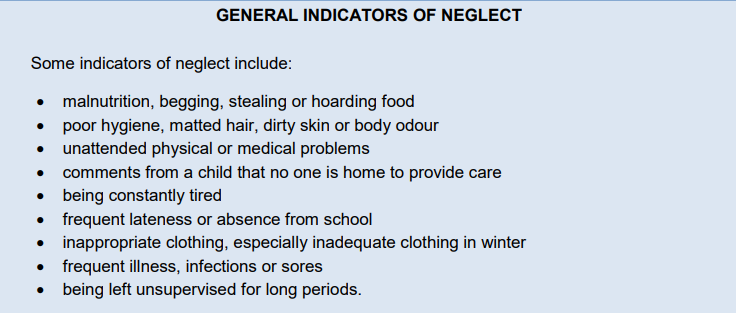 GENERAL INDICATORS OF NEGLECT
Some indicators of neglect include:
• malnutrition, begging, stealing or hoarding food
• poor hygiene, matted hair, dirty skin or body odour
• unattended physical or medical problems
• comments from a child that no one is home to provide care
• being constantly tired
• frequent lateness or absence from school
• inappropriate clothing, especially inadequate clothing in winter
• frequent illness, infections or sores
• being left unsupervised for long periods.